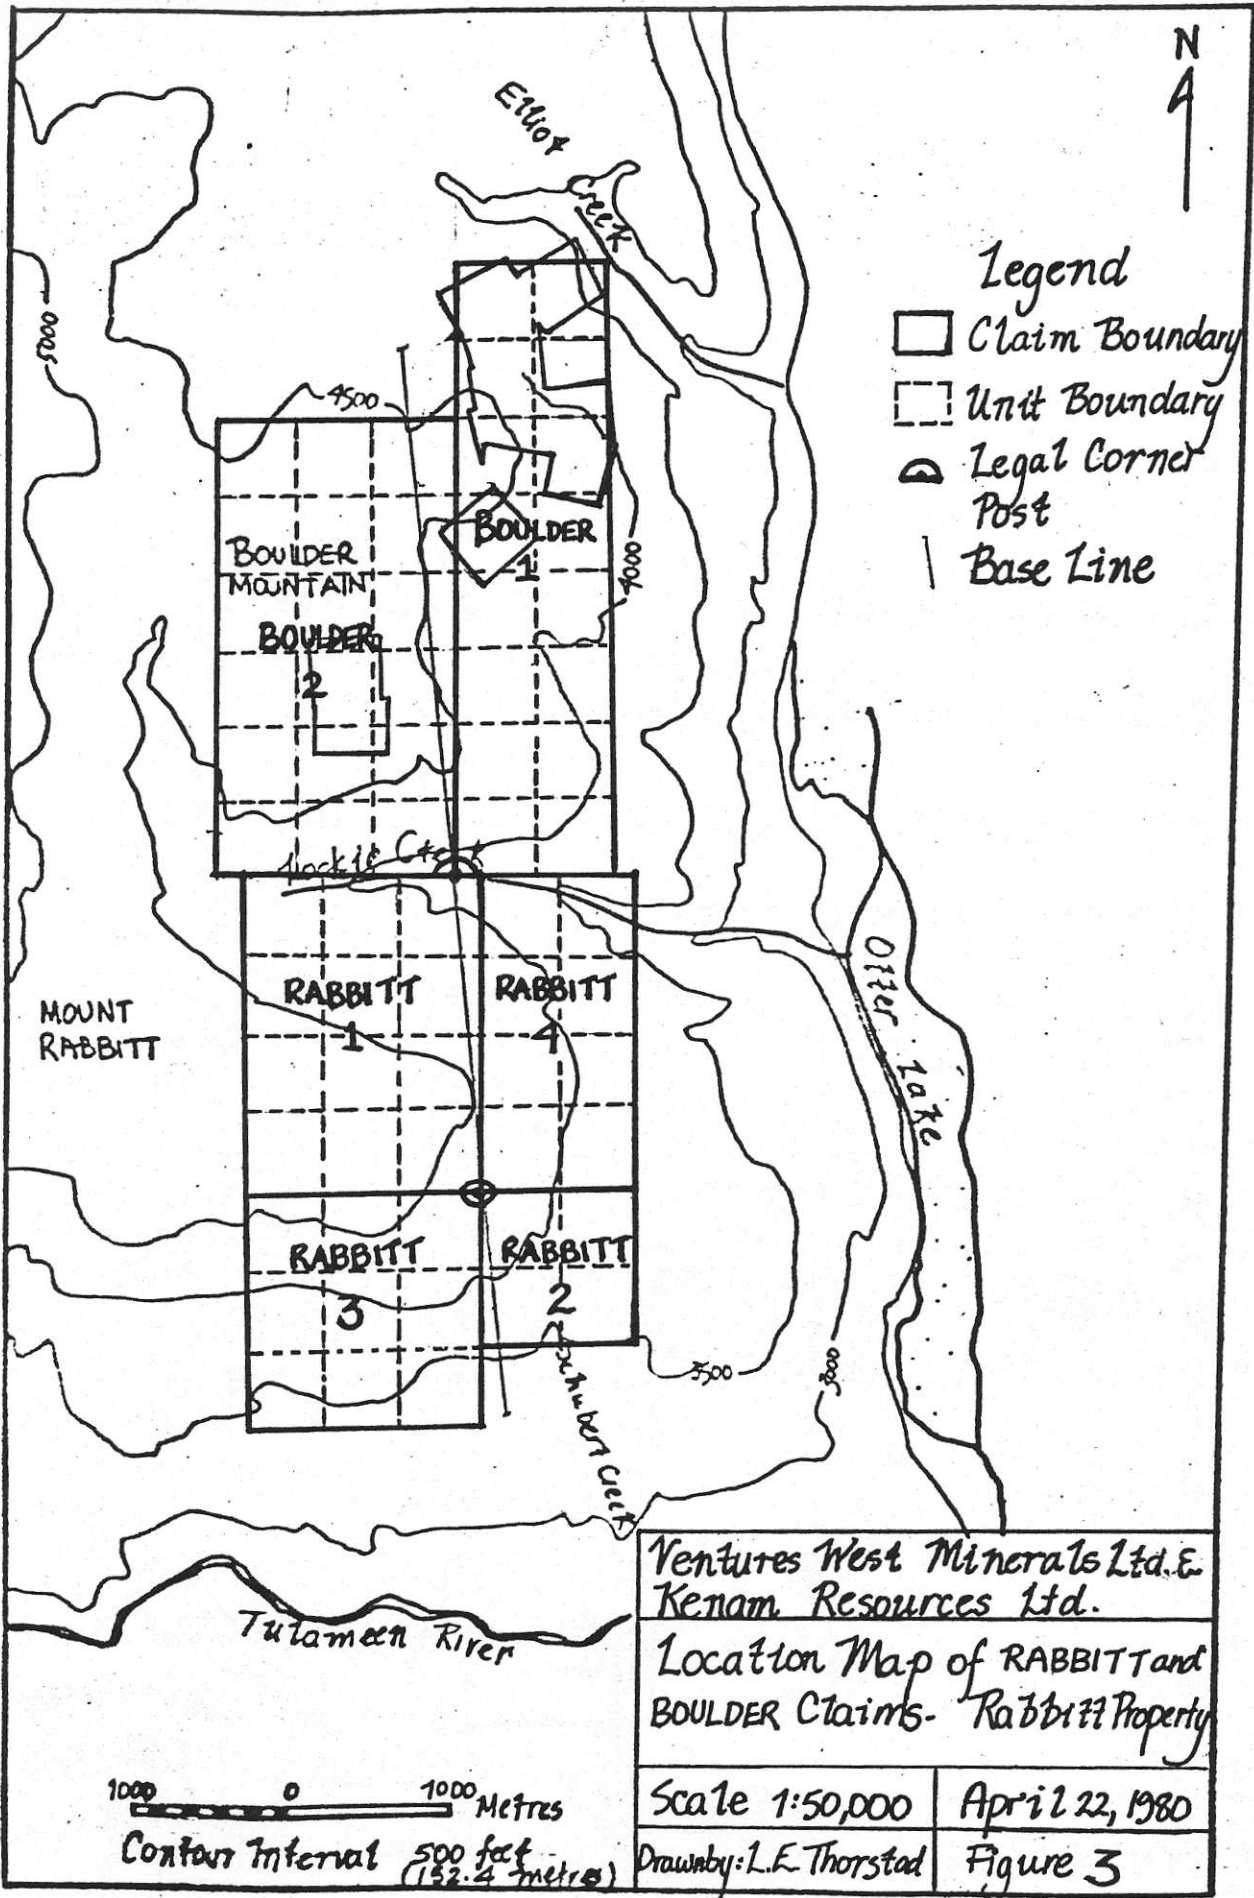 N
Elliot
Creek
Legend
Claim Boundary
Unit Boundary
Legal Corner
Post
Base Line
5000
4500
4000
BOULDER
1
BOULDER
MOUNTAIN
BOULDER
2
MOUNT
RABBITT
RABBITT
1
RABBITT
4
RABBITT
3
RABBITT
2
Otter Lake
3500
3000
Creek
Tulameen River
Ventures West Minerals Ltd. &
Kenam Resources Ltd.
Location Map of RABBITT and
BOULDER Claims- Rabbitt Property
Scale 1:50,000
April 22, 1980
Drawn by: L.E. Thorstad
Figure 3
1000 0 1000 Metres
Contour Interval 500 feet
(152.4 metres)